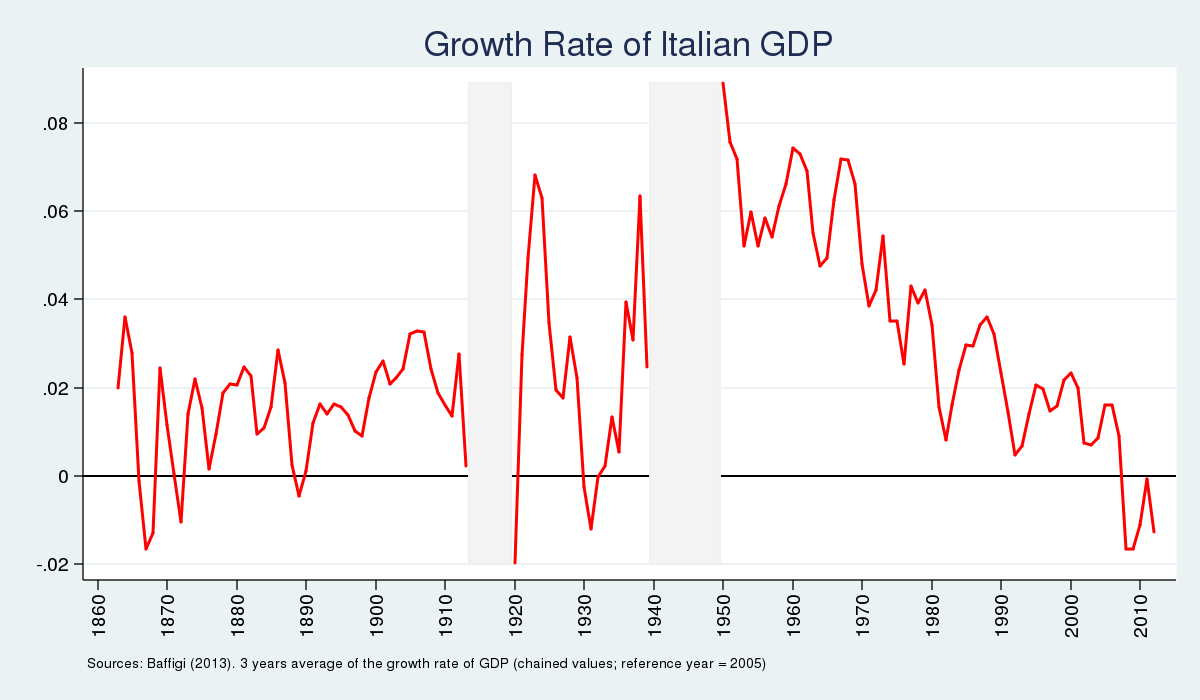 Growth Rate of Italian GDP
.08
.06
.04
.02
0
-.02
1860 1870 1880 1890 1900 1910 1920 1930 1940 1950 1960 1970 1980 1990 2000 2010
Sources: Baffigi (2013). 3 years average of the growth rate of GDP (chained values; reference year = 2005)